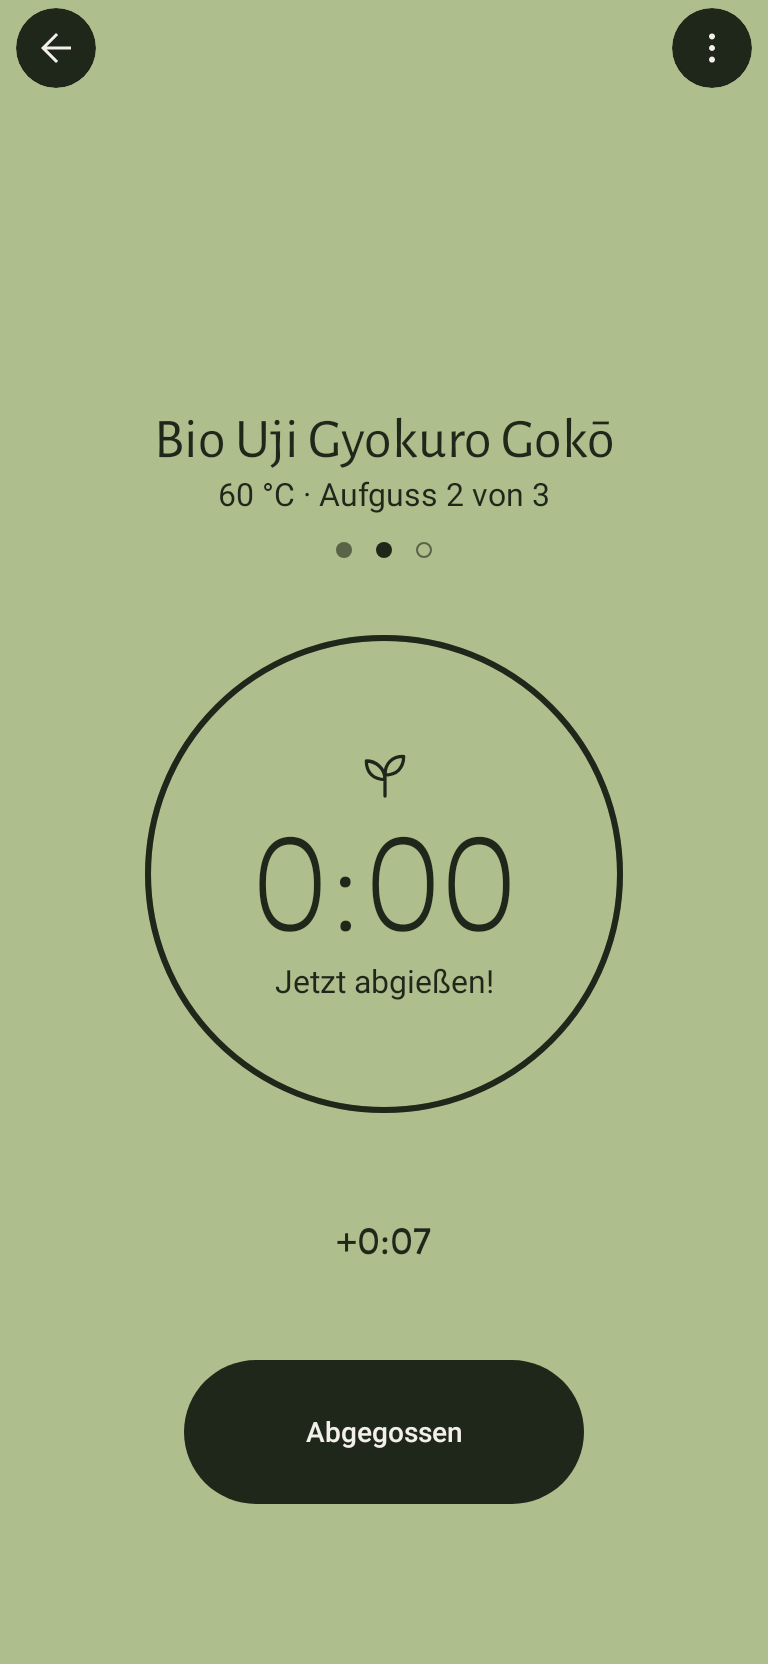 Bio Uji Gyokuro Gokō
60 °C · Aufguss 2 von 3
0:00
Jetzt abgießen!
+0:07
Abgegossen